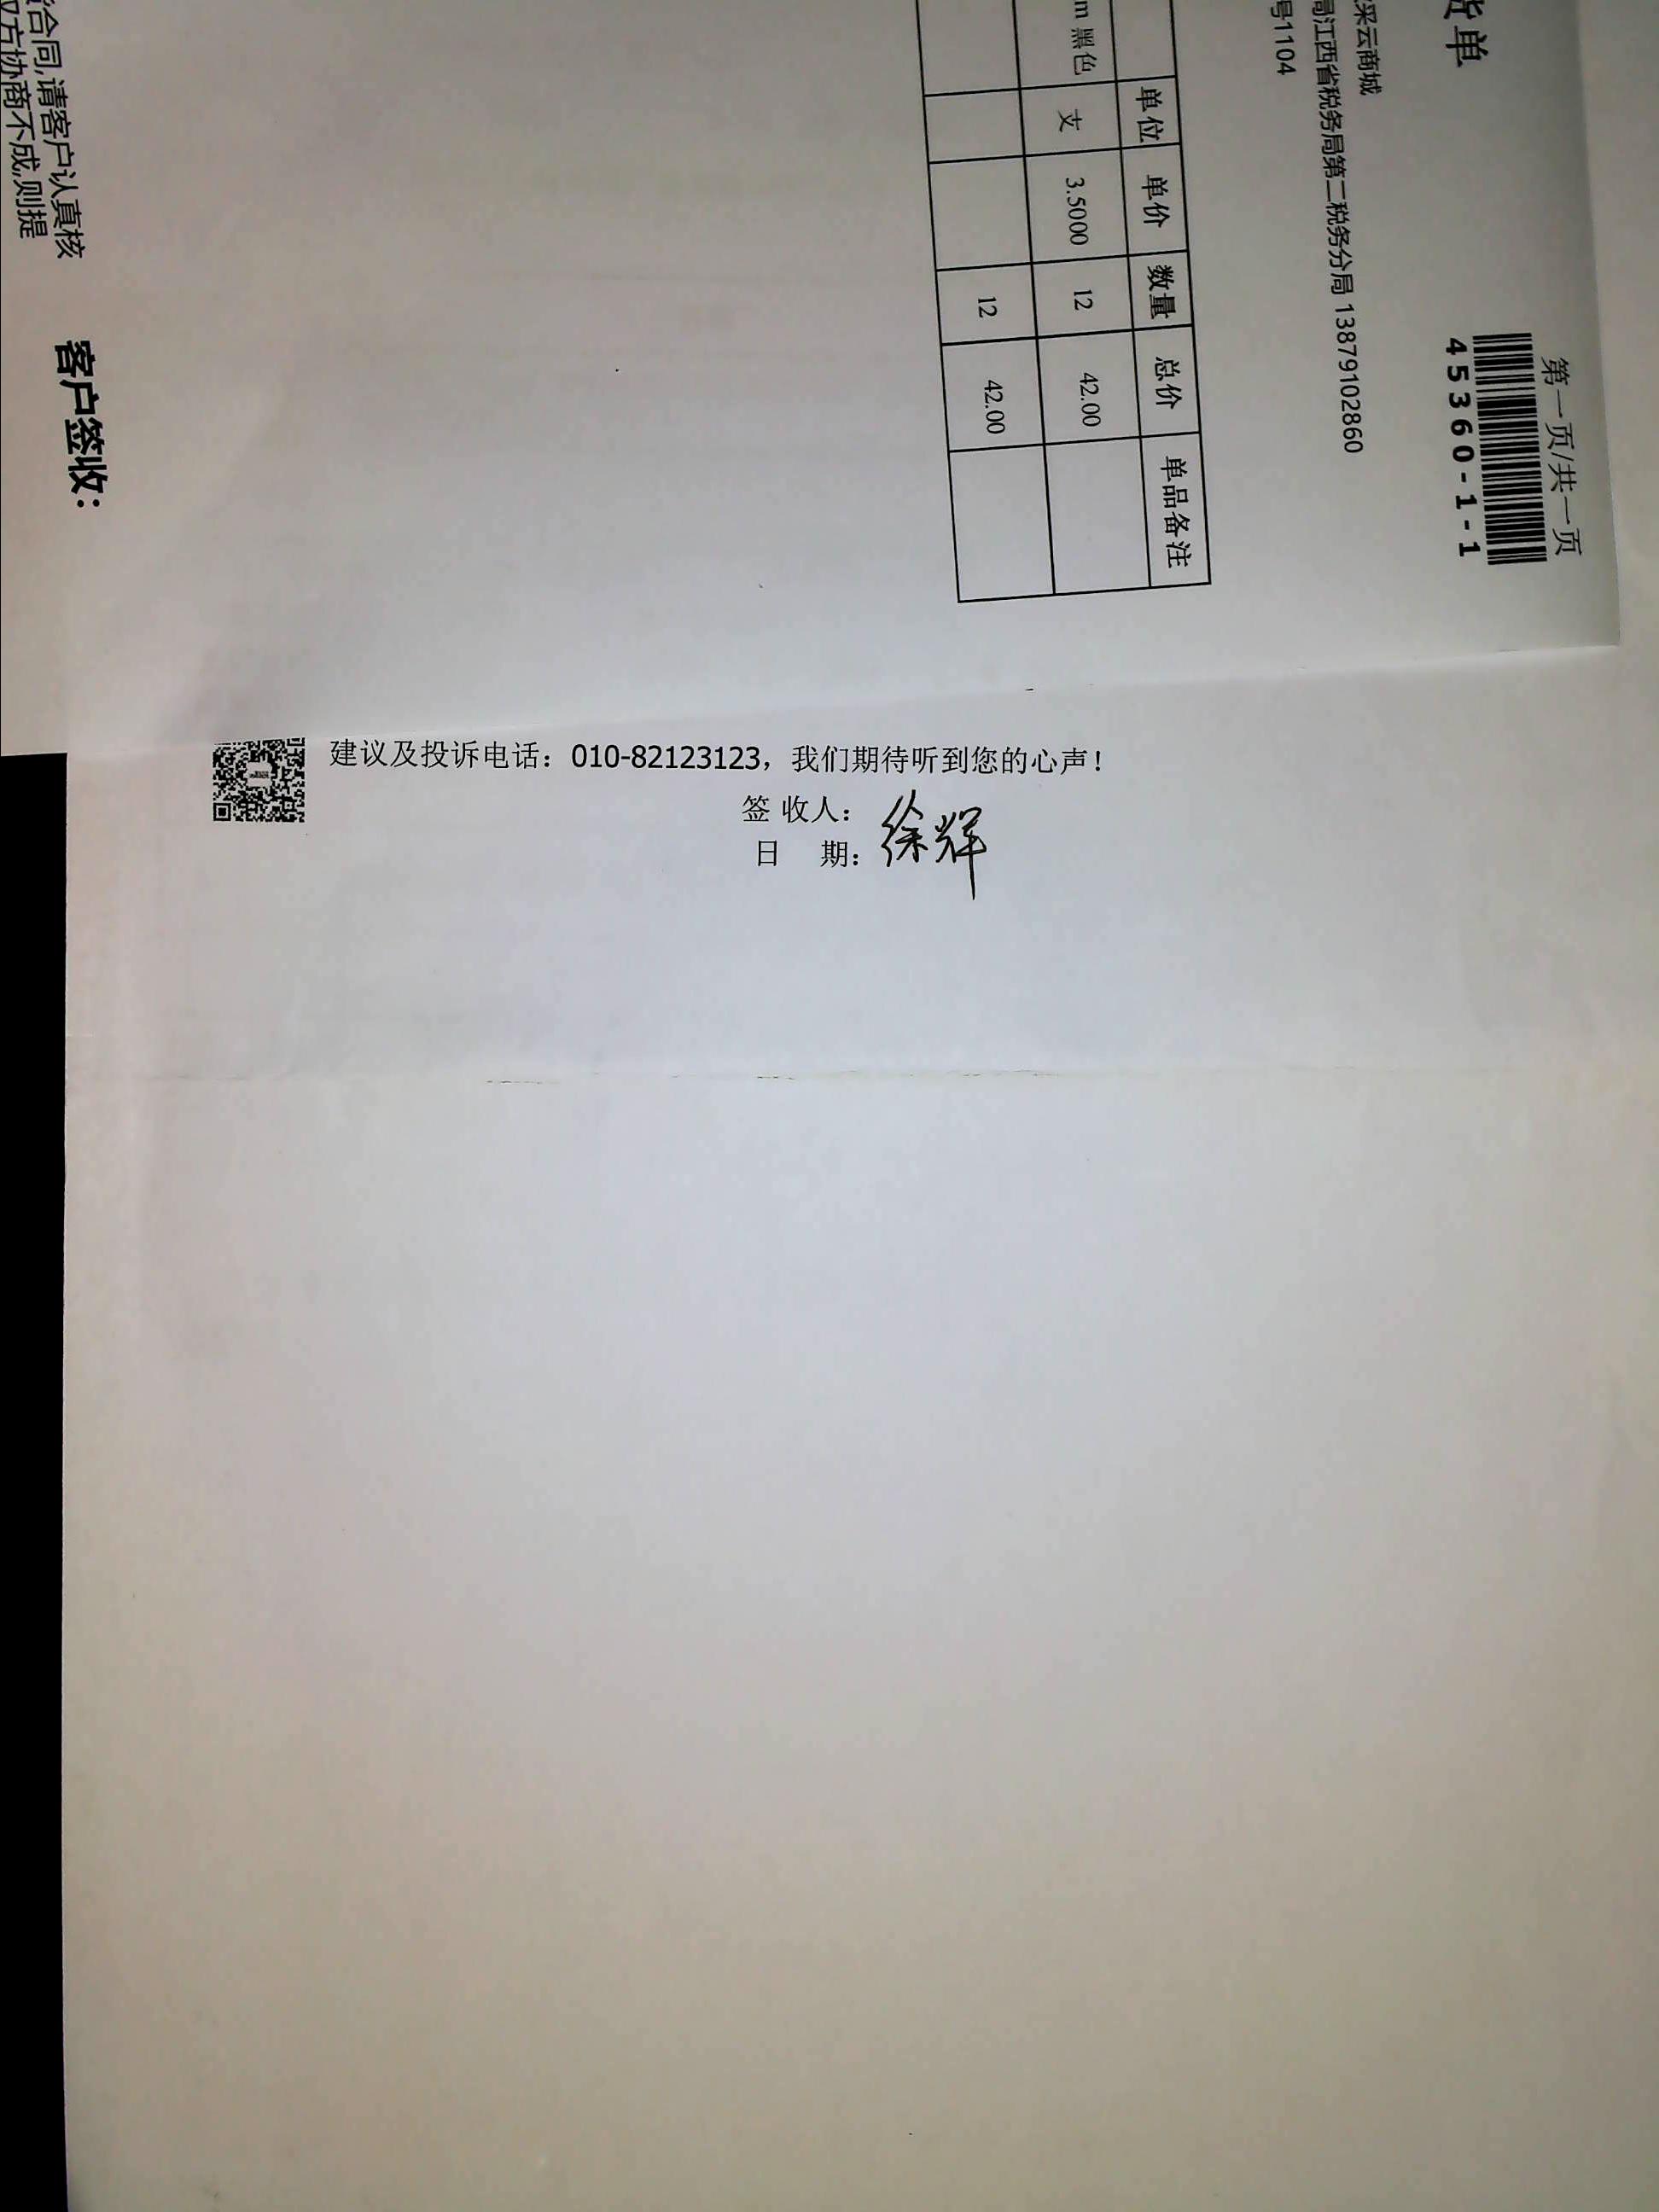 货单
第一页/共一页
45360-1-1
采云商城
局江西省税务局第二税务分局 13879102860
号1104
单位 单价 数量 总价 单品备注
m 黑色 支 3.5000 12 42.00
12 42.00
合同,请客户认真核
双方协商不成,则提
客户签收：
建议及投诉电话：010-82123123，我们期待听到您的心声！
签 收人：徐辉
日 期：